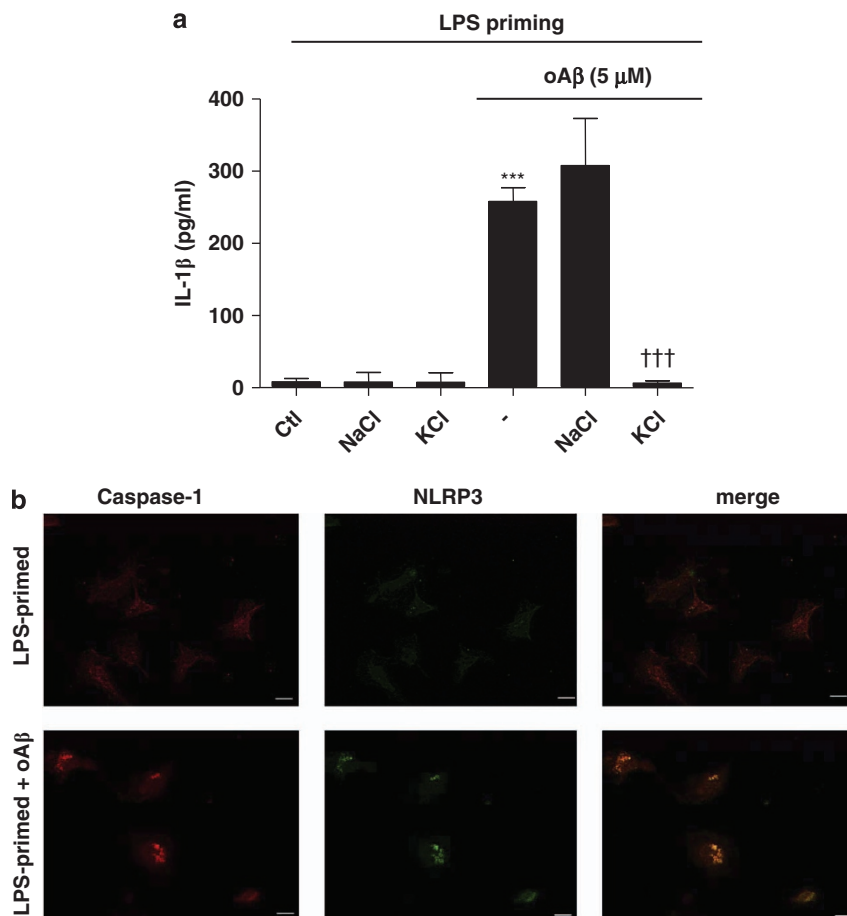 a
LPS priming
oAβ (5 μM)
IL-1β (pg/ml)
400
300
200
100
0
***
†††
Ctl
NaCl
KCl
-
NaCl
KCl
b
Caspase-1
NLRP3
merge
LPS-primed
LPS-primed + oAβ